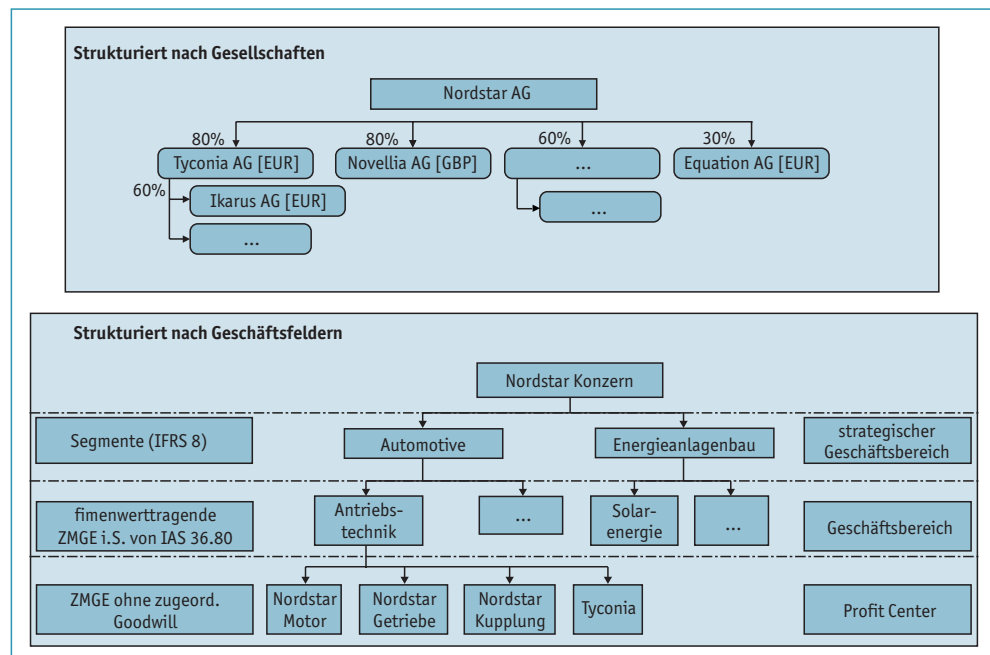 Strukturiert nach Gesellschaften
Nordstar AG
80%
80%
60%
30%
Tyconia AG [EUR]
Novellia AG [GBP]
...
Equation AG [EUR]
60%
Ikarus AG [EUR]
...
...
Strukturiert nach Geschäftsfeldern
Nordstar Konzern
Segmente (IFRS 8)
Automotive
Energieanlagenbau
strategischer
Geschäftsbereich
fimenwerttragende
ZMGE i.S. von IAS 36.80
Antriebs-
technik
...
Solar-
energie
...
Geschäftsbereich
ZMGE ohne zugeord.
Goodwill
Nordstar
Motor
Nordstar
Getriebe
Nordstar
Kupplung
Tyconia
Profit Center